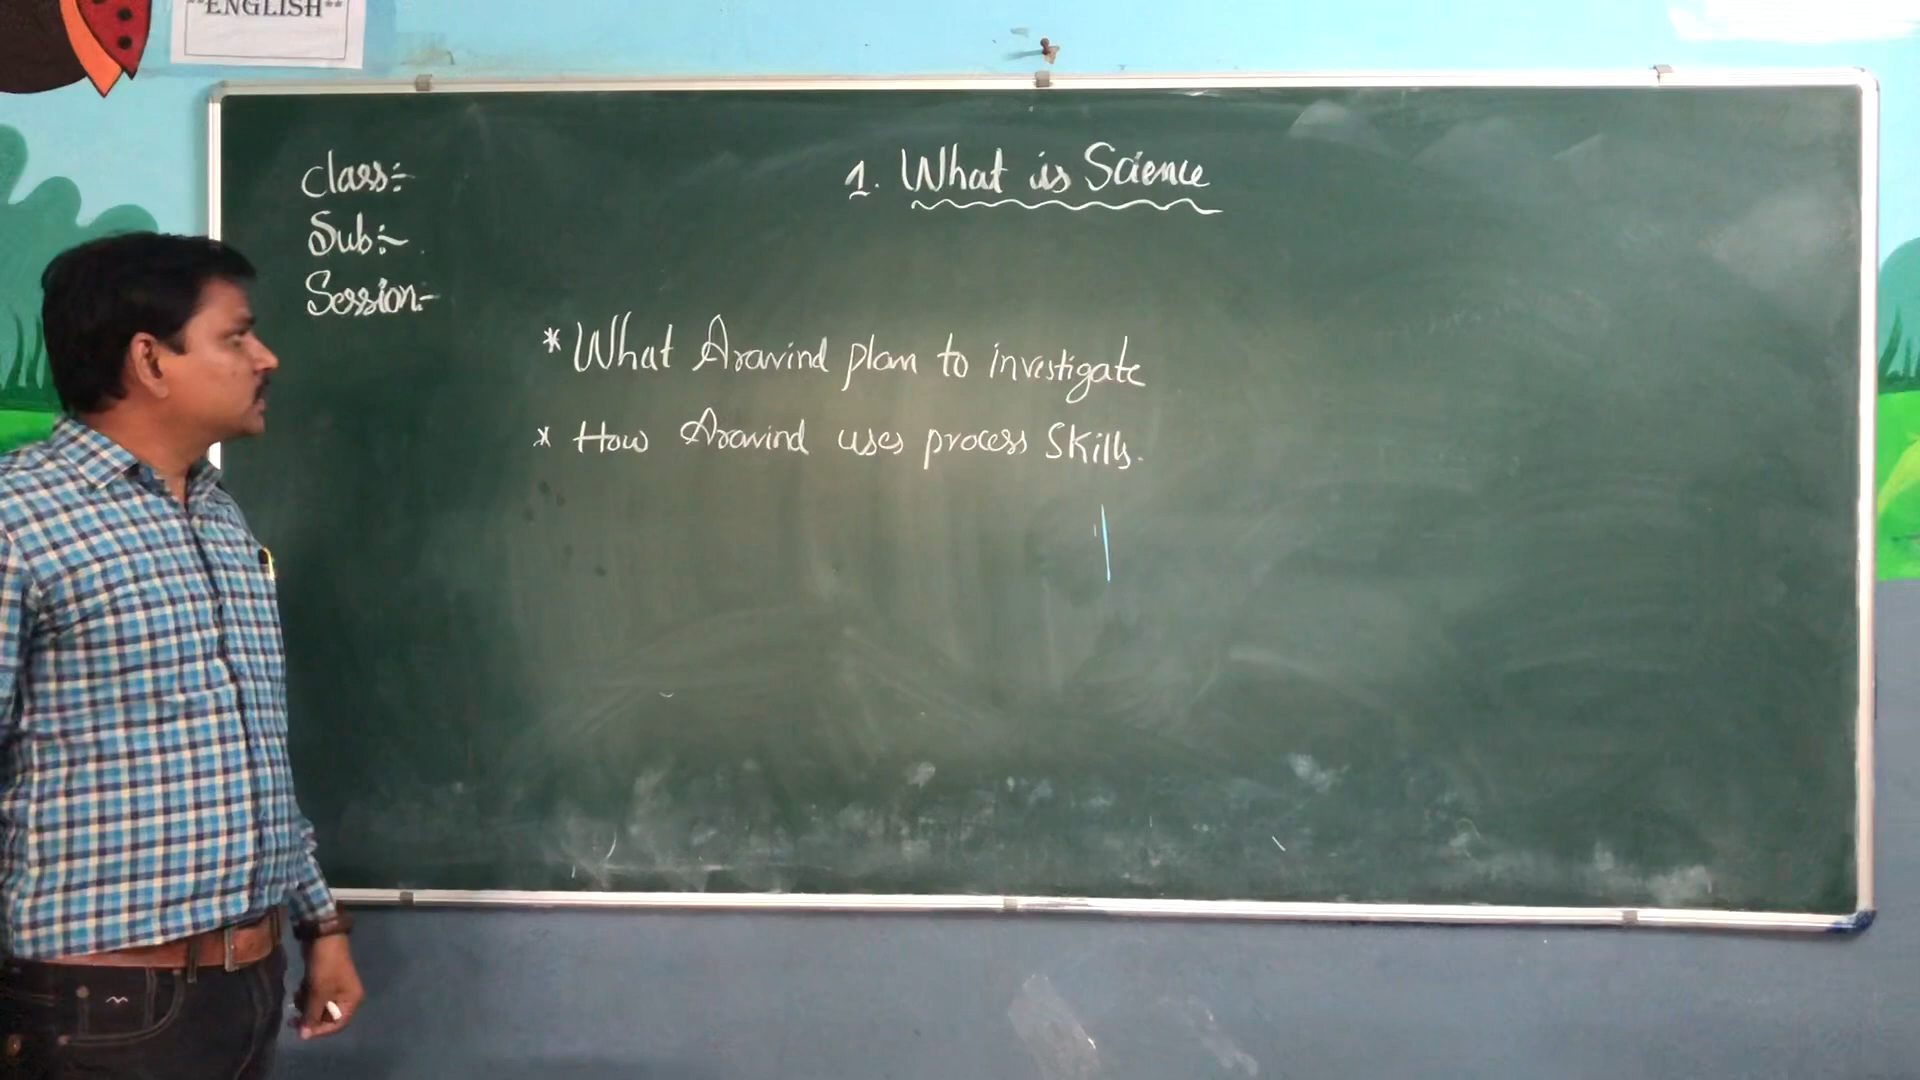 "ENGLISH"
Class:-
Sub:-
Session:-
1. What is Science
* What Aravind plan to investigate
* How Aravind uses process Skills.